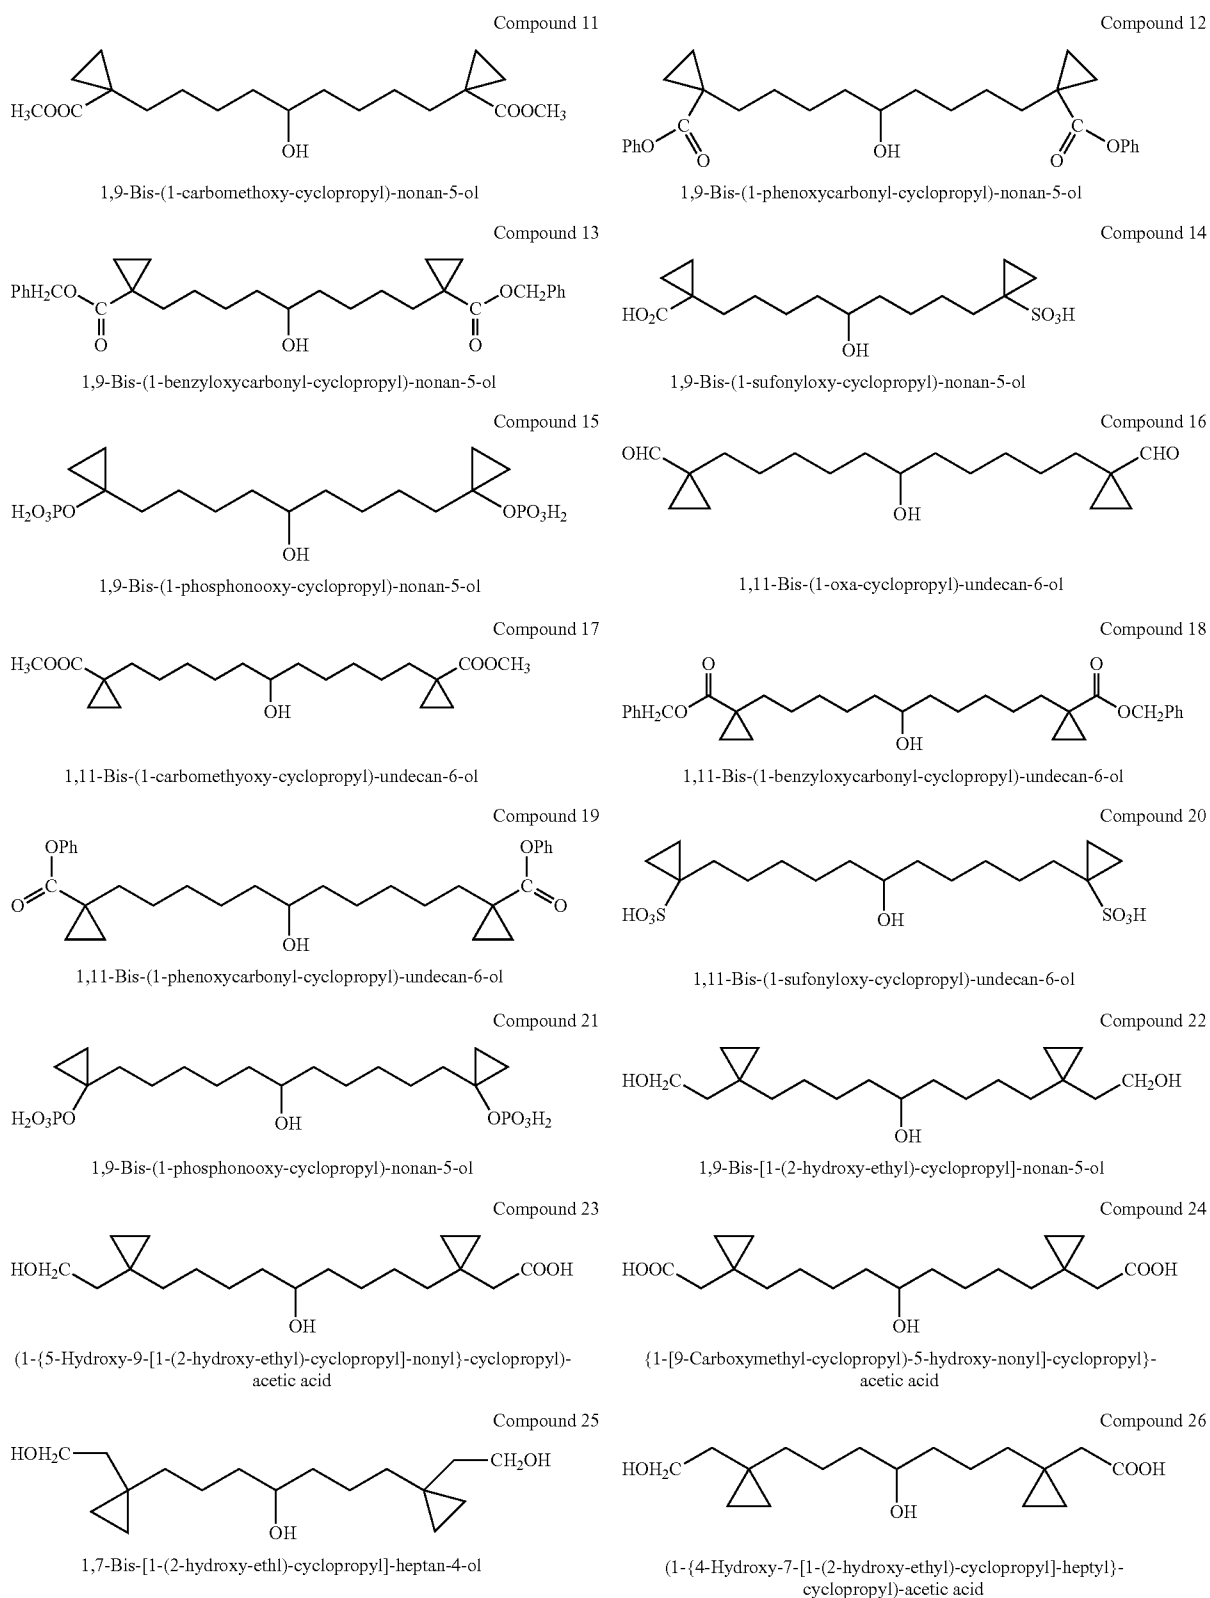 Compound 11
H3COOC
COOCH3
OH
1,9-Bis-(1-carbomethoxy-cyclopropyl)-nonan-5-ol
Compound 12
PhO
C
O
OH
C
O
OPh
1,9-Bis-(1-phenoxycarbonyl-cyclopropyl)-nonan-5-ol
Compound 13
PhH2CO
C
O
OH
C
O
OCH2Ph
1,9-Bis-(1-benzyloxycarbonyl-cyclopropyl)-nonan-5-ol
Compound 14
HO2C
OH
SO3H
1,9-Bis-(1-sufonyloxy-cyclopropyl)-nonan-5-ol
Compound 15
H2O3PO
OH
OPO3H2
1,9-Bis-(1-phosphonooxy-cyclopropyl)-nonan-5-ol
Compound 16
OHC
CHO
OH
1,11-Bis-(1-oxa-cyclopropyl)-undecan-6-ol
Compound 17
H3COOC
COOCH3
OH
1,11-Bis-(1-carbomethyoxy-cyclopropyl)-undecan-6-ol
Compound 18
O
O
PhH2C
O
OH
OCH2Ph
1,11-Bis-(1-benzyloxycarbonyl-cyclopropyl)-undecan-6-ol
Compound 19
OPh
OPh
C
O
C
O
OH
1,11-Bis-(1-phenoxycarbonyl-cyclopropyl)-undecan-6-ol
Compound 20
HO3S
OH
SO3H
1,11-Bis-(1-sufonyloxy-cyclopropyl)-undecan-6-ol
Compound 21
H2O3PO
OH
OPO3H2
1,9-Bis-(1-phosphonooxy-cyclopropyl)-nonan-5-ol
Compound 22
HOH2C
CH2OH
OH
1,9-Bis-[1-(2-hydroxy-ethyl)-cyclopropyl]-nonan-5-ol
Compound 23
HOH2C
COOH
OH
(1-{5-Hydroxy-9-[1-(2-hydroxy-ethyl)-cyclopropyl]-nonyl}-cyclopropyl)-
acetic acid
Compound 24
HOOC
COOH
OH
{1-[9-Carboxymethyl-cyclopropyl)-5-hydroxy-nonyl]-cyclopropyl}-
acetic acid
Compound 25
HOH2C
CH2OH
OH
1,7-Bis-[1-(2-hydroxy-ethl)-cyclopropyl]-heptan-4-ol
Compound 26
HOH2C
COOH
OH
(1-{4-Hydroxy-7-[1-(2-hydroxy-ethyl)-cyclopropyl]-heptyl}-
cyclopropyl)-acetic acid